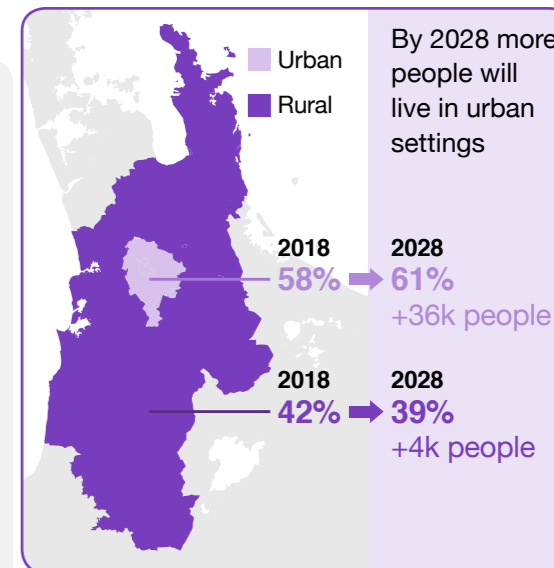 Urban
Rural
By 2028 more
people will
live in urban
settings
2018
58%
2028
61%
+36k people
2018
42%
2028
39%
+4k people